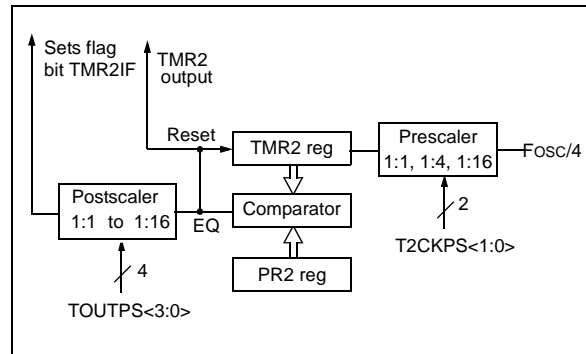 Sets flag
bit TMR2IF
TMR2
output
Reset
TMR2 reg
Prescaler
1:1, 1:4, 1:16
FOSC/4
Postscaler
1:1 to 1:16
EQ
Comparator
2
T2CKPS<1:0>
4
PR2 reg
TOUTPS<3:0>